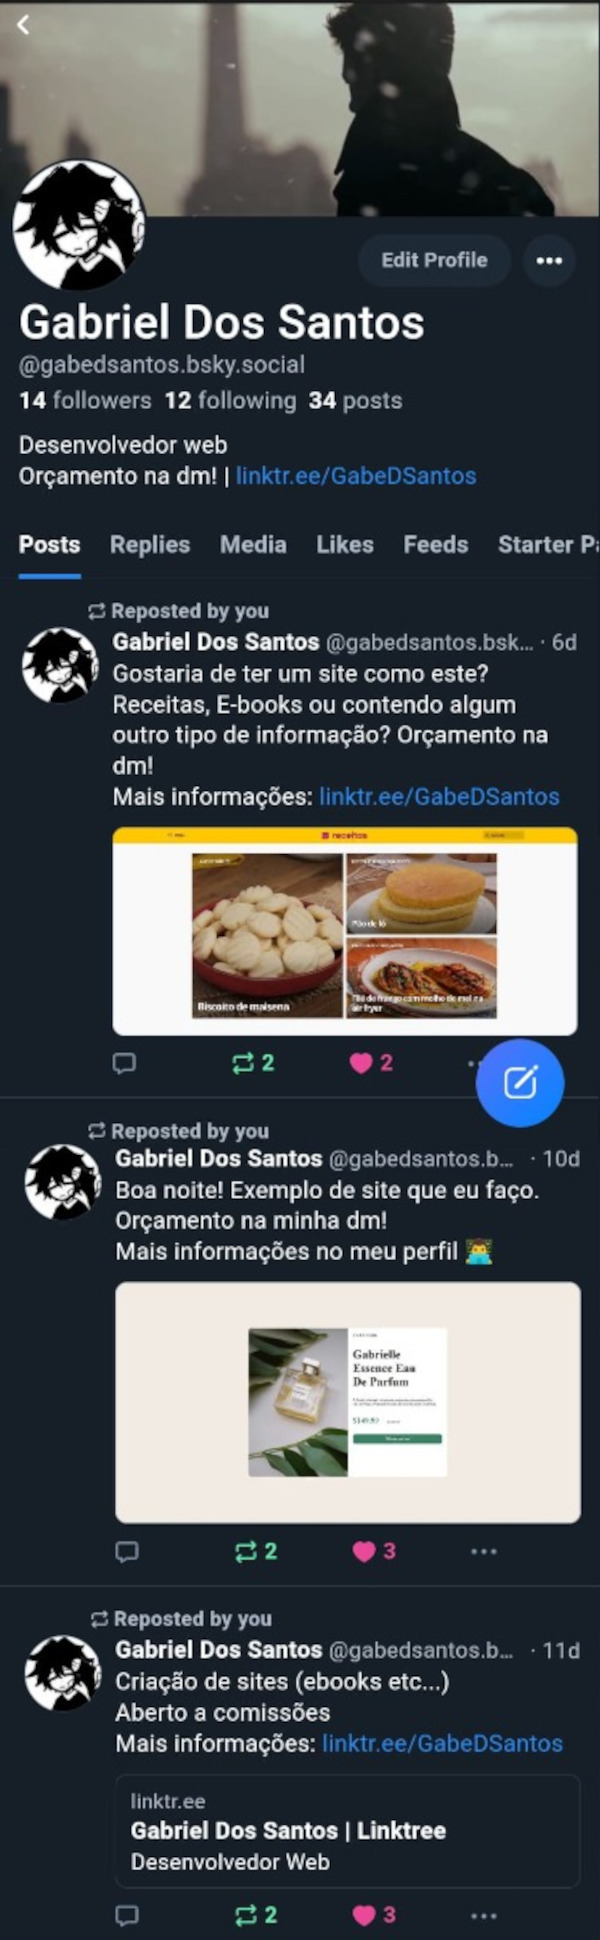 Edit Profile
Gabriel Dos Santos
@gabedsantos.bsky.social
14 followers 12 following 34 posts
Desenvolvedor web
Orçamento na dm! | linktr.ee/GabeDSantos
Posts Replies Media Likes Feeds Starter Pa
Reposted by you
Gabriel Dos Santos @gabedsantos.bsk... · 6d
Gostaria de ter um site como este?
Receitas, E-books ou contendo algum
outro tipo de informação? Orçamento na
dm!
Mais informações: linktr.ee/GabeDSantos
receitas
Biscoito de maisena
Pão de ló
Filé de frango com molho de mel na
air fryer
2 2
Reposted by you
Gabriel Dos Santos @gabedsantos.b... · 10d
Boa noite! Exemplo de site que eu faço.
Orçamento na minha dm!
Mais informações no meu perfil 👨‍💻
Gabrielle
Essence Eau
De Parfum
$149.99
2 3
Reposted by you
Gabriel Dos Santos @gabedsantos.b... · 11d
Criação de sites (ebooks etc...)
Aberto a comissões
Mais informações: linktr.ee/GabeDSantos
linktr.ee
Gabriel Dos Santos | Linktree
Desenvolvedor Web
2 3